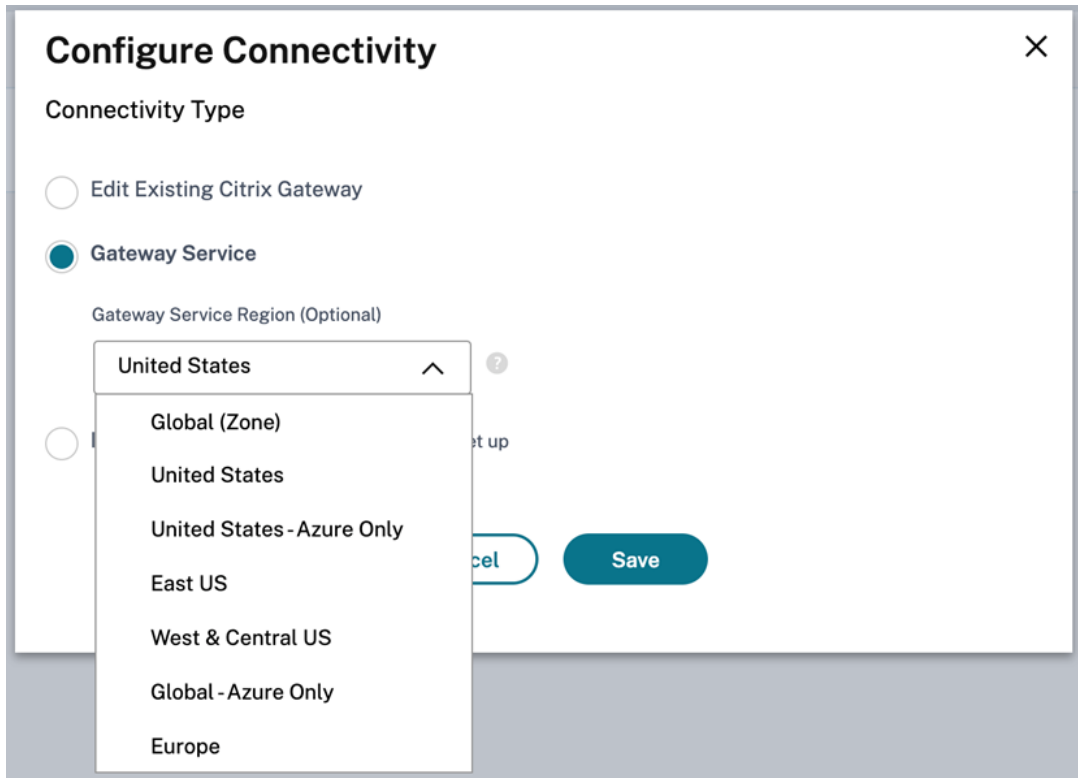 Configure Connectivity
Connectivity Type
Edit Existing Citrix Gateway
Gateway Service
Gateway Service Region (Optional)
United States
?
Global (Zone)
up
United States
United States - Azure Only
East US
Save
West & Central US
Global - Azure Only
Europe